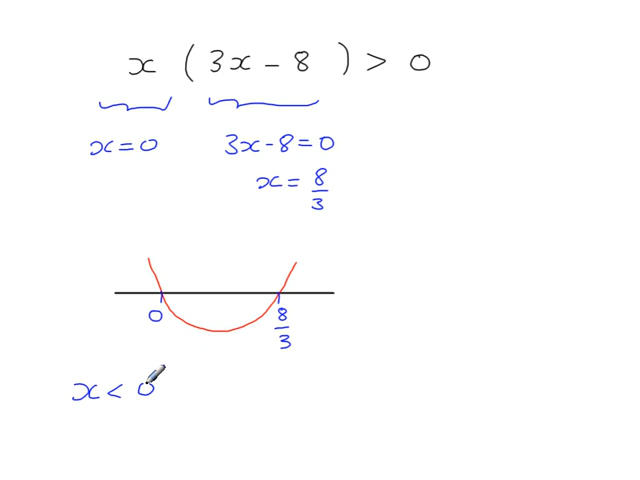 x ( 3x - 8 ) > 0
x = 0
3x - 8 = 0
x = 8/3
0
8/3
x < 0